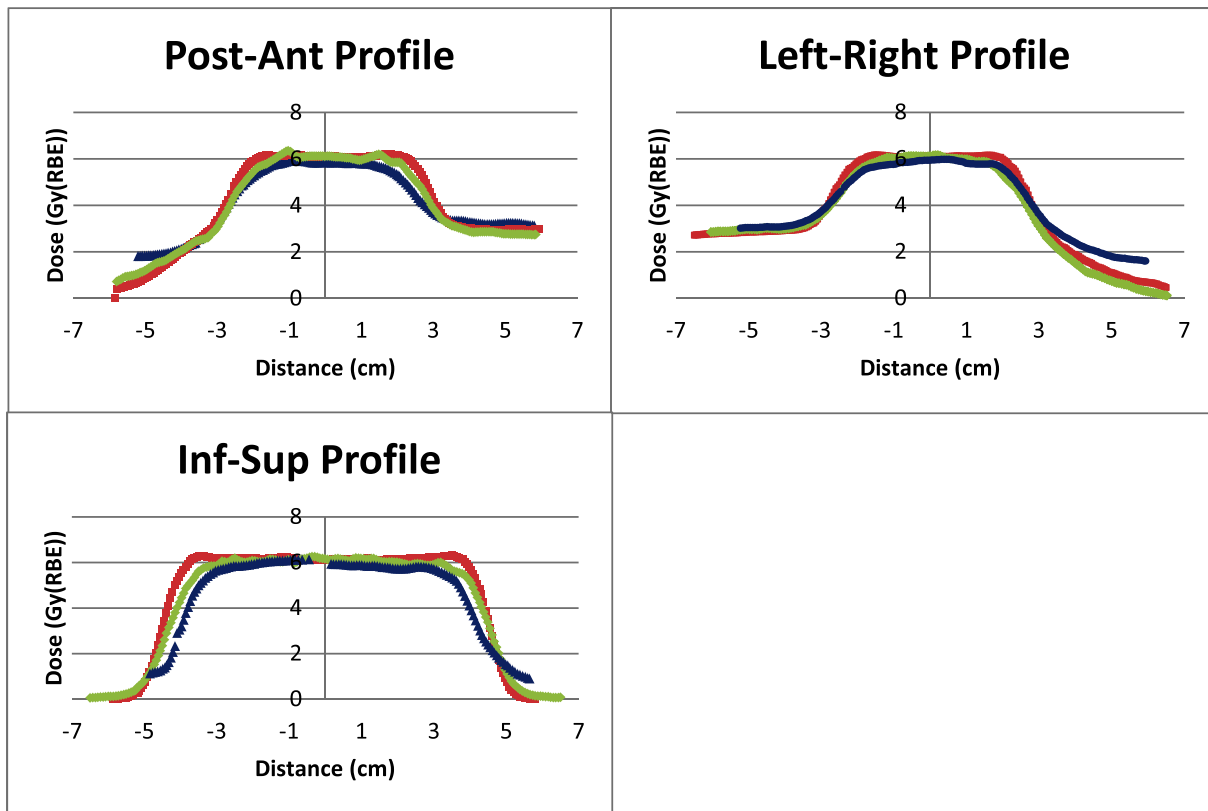 Post-Ant Profile
Dose (Gy(RBE))
8
6
4
2
0
-7 -5 -3 -1 1 3 5 7
Distance (cm)
Left-Right Profile
Dose (Gy(RBE))
8
6
4
2
0
-7 -5 -3 -1 1 3 5 7
Distance (cm)
Inf-Sup Profile
Dose (Gy(RBE))
8
6
4
2
0
-7 -5 -3 -1 1 3 5 7
Distance (cm)